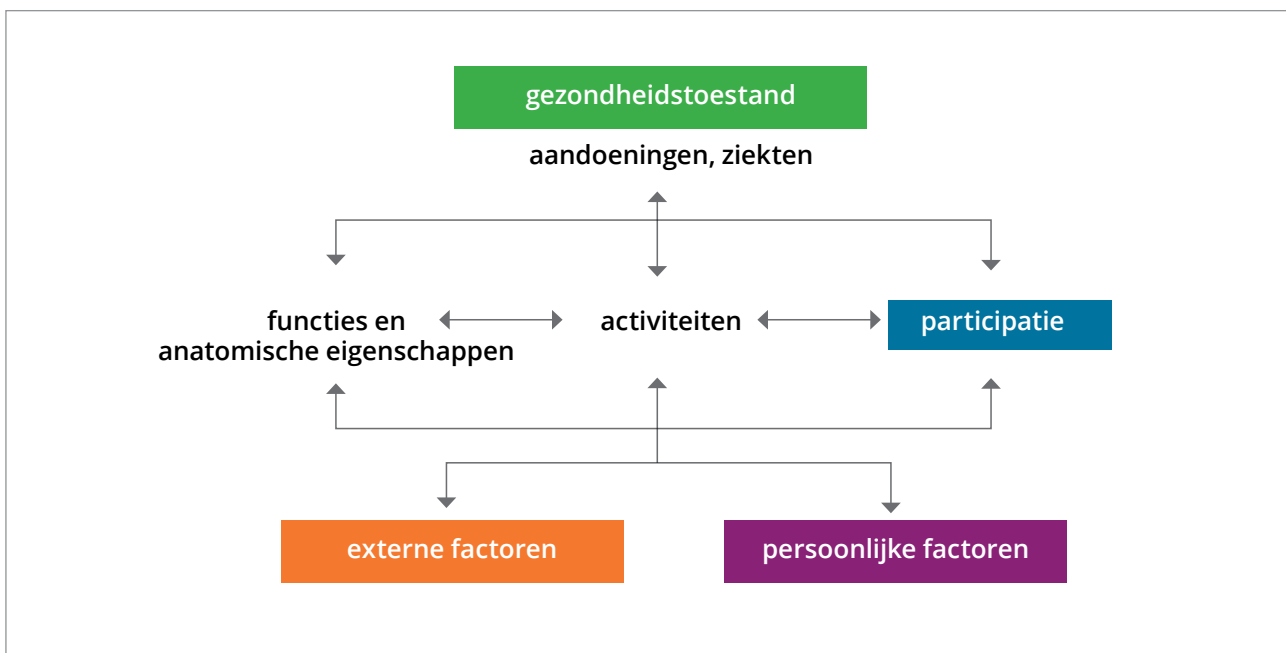 gezondheidstoestand
aandoeningen, ziekten
functies en
anatomische eigenschappen
activiteiten
participatie
externe factoren
persoonlijke factoren